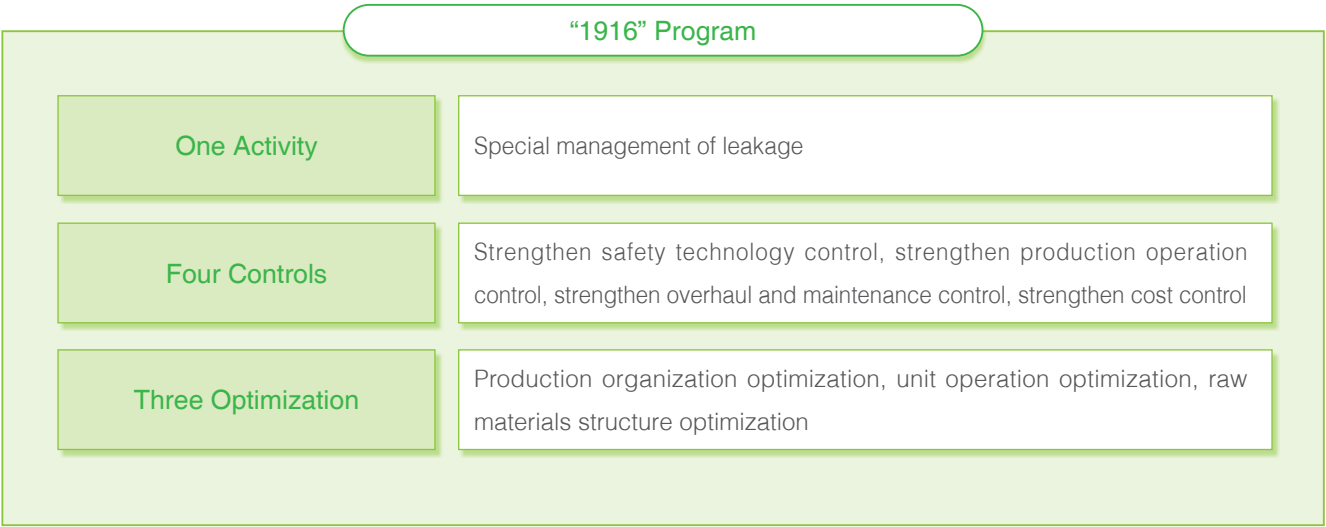 “1916” Program
One Activity
Special management of leakage
Four Controls
Strengthen safety technology control, strengthen production operation
control, strengthen overhaul and maintenance control, strengthen cost control
Three Optimization
Production organization optimization, unit operation optimization, raw
materials structure optimization